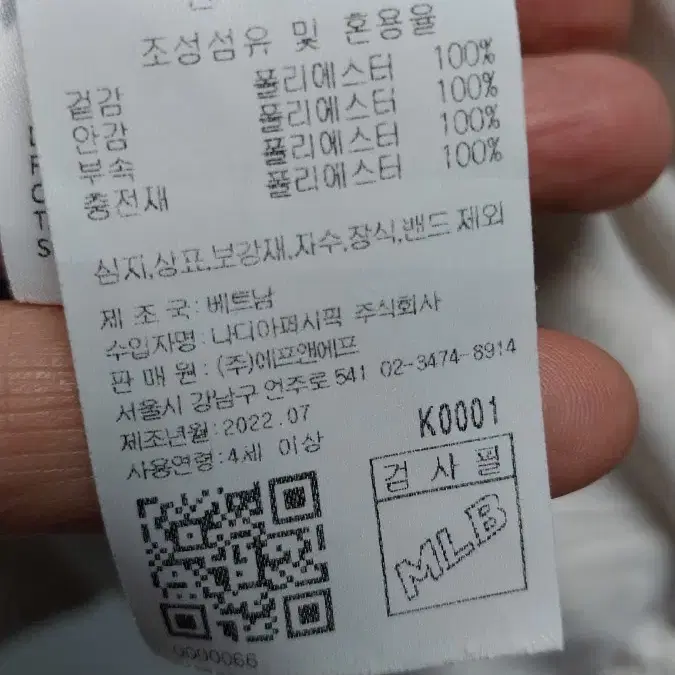 조성섬유 및 혼용율
겉감 폴리에스터 100%
안감 폴리에스터 100%
부속 폴리에스터 100%
충전재 폴리에스터 100%
심지,상표,보강재,자수,장식,밴드 제외
제 조 국 : 베트남
수입자명 : 나디아퍼시픽 주식회사
판 매 원 : (주)에프앤에프
서울시 강남구 언주로 541 02-3474-8914
제조년월 : 2022.07
사용연령 : 4세 이상
K0001
검 사 필
MLB
0000066